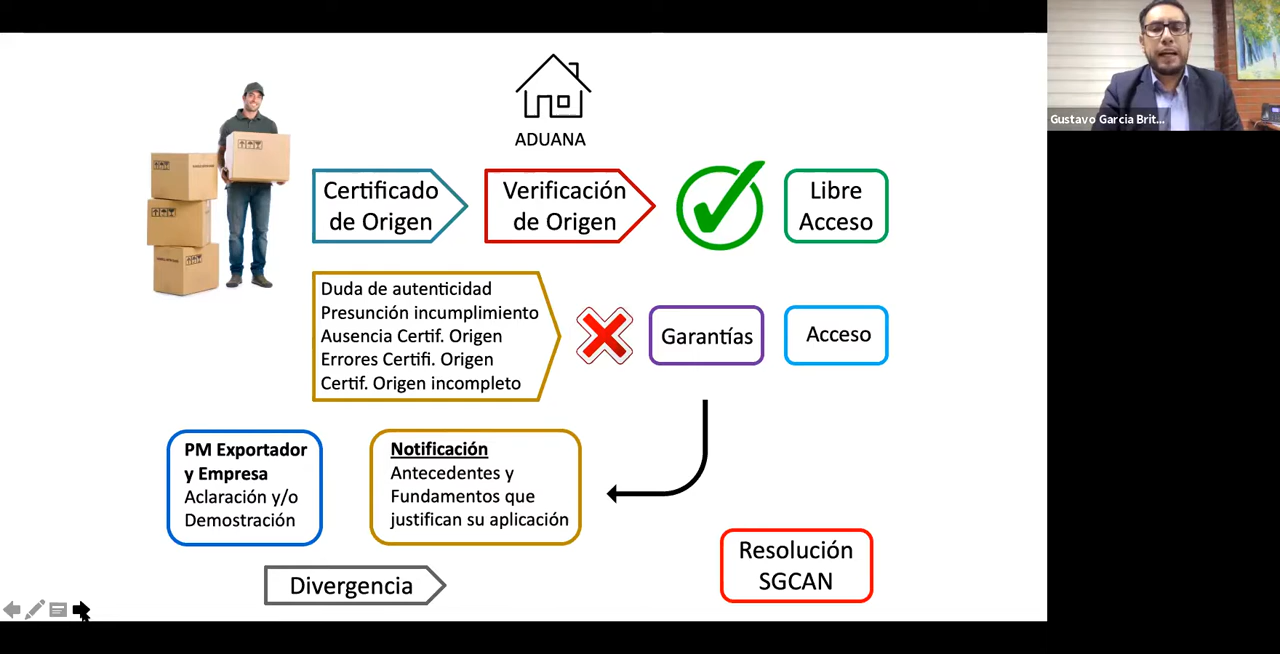 ADUANA
Certificado
de Origen
Verificación
de Origen
Libre
Acceso
Duda de autenticidad
Presunción incumplimiento
Ausencia Certif. Origen
Errores Certifi. Origen
Certif. Origen incompleto
Garantías
Acceso
PM Exportador
y Empresa
Aclaración y/o
Demostración
Notificación
Antecedentes y
Fundamentos que
justifican su aplicación
Divergencia
Resolución
SGCAN
Gustavo Garcia Brit...